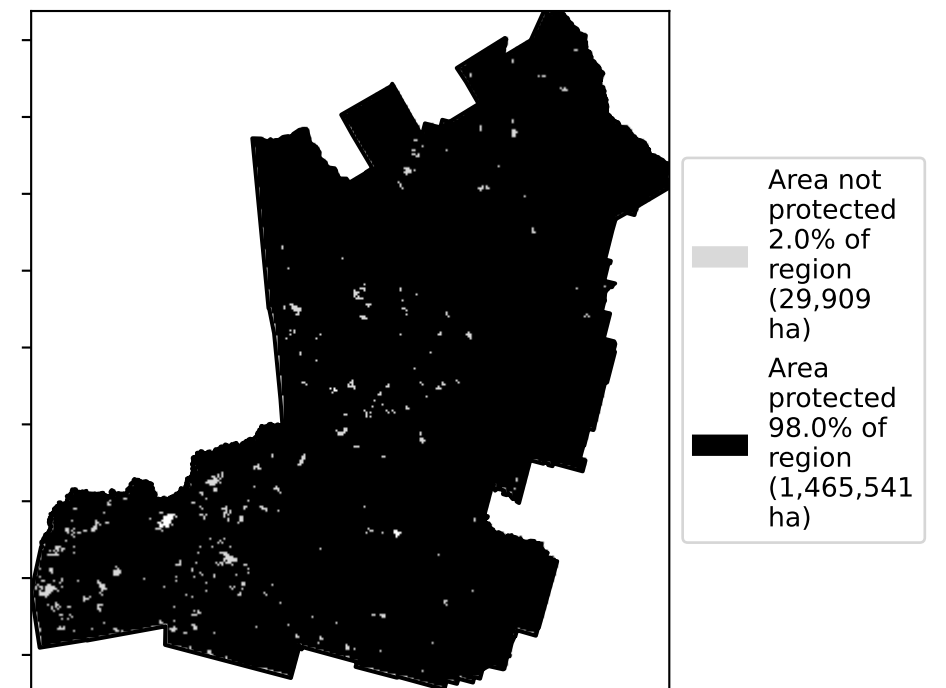 Area not
protected
2.0% of
region
(29,909
ha)
Area
protected
98.0% of
region
(1,465,541
ha)